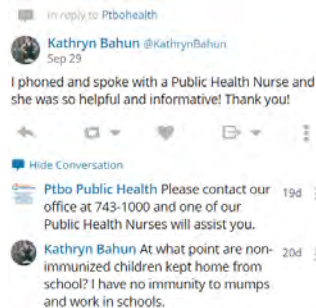 in reply to Ptbohealth
Kathryn Bahun @KathrynBahun
Sep 29
I phoned and spoke with a Public Health Nurse and
she was so helpful and informative! Thank you!
Hide Conversation
Ptbo Public Health Please contact our 19d
office at 743-1000 and one of our
Public Health Nurses will assist you.
Kathryn Bahun At what point are non- 20d
immunized children kept home from
school? I have no immunity to mumps
and work in schools.